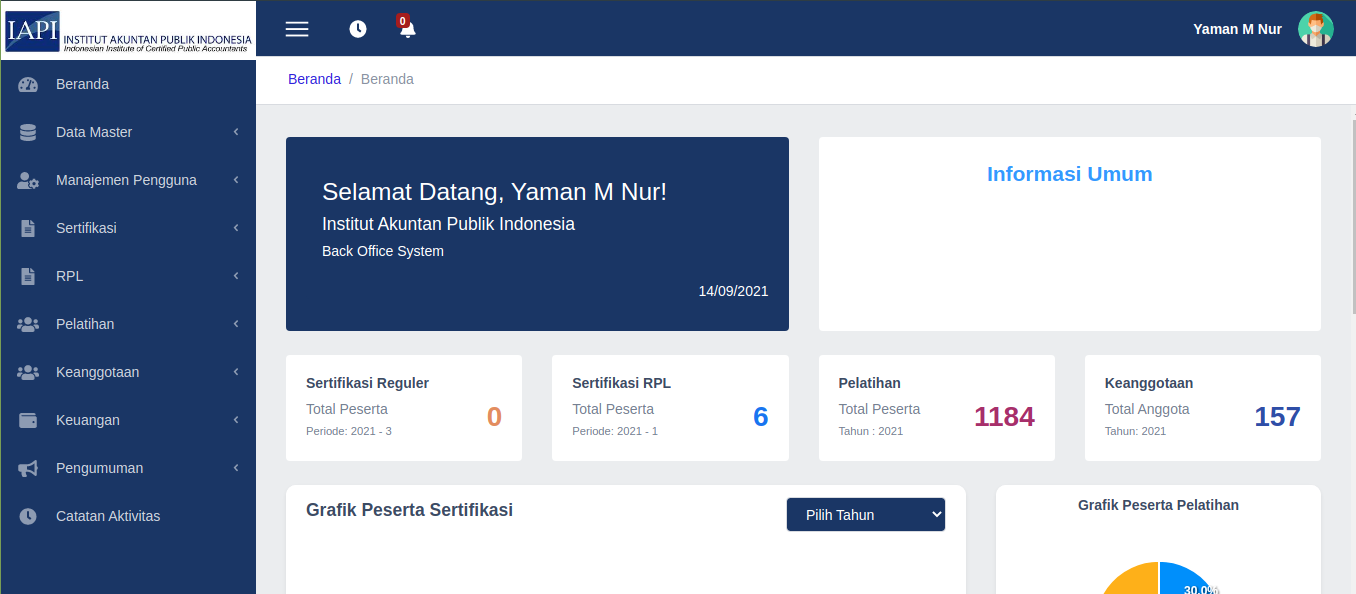 IAPI INSTITUT AKUNTAN PUBLIK INDONESIA
Indonesian Institute of Certified Public Accountants
0
Yaman M Nur
Beranda / Beranda
Beranda
Data Master
Manajemen Pengguna
Sertifikasi
RPL
Pelatihan
Keanggotaan
Keuangan
Pengumuman
Catatan Aktivitas
Selamat Datang, Yaman M Nur!
Institut Akuntan Publik Indonesia
Back Office System
14/09/2021
Informasi Umum
Sertifikasi Reguler
Total Peserta
Periode: 2021 - 3
0
Sertifikasi RPL
Total Peserta
Periode: 2021 - 1
6
Pelatihan
Total Peserta
Tahun : 2021
1184
Keanggotaan
Total Anggota
Tahun: 2021
157
Grafik Peserta Sertifikasi
Pilih Tahun
Grafik Peserta Pelatihan
30.0%